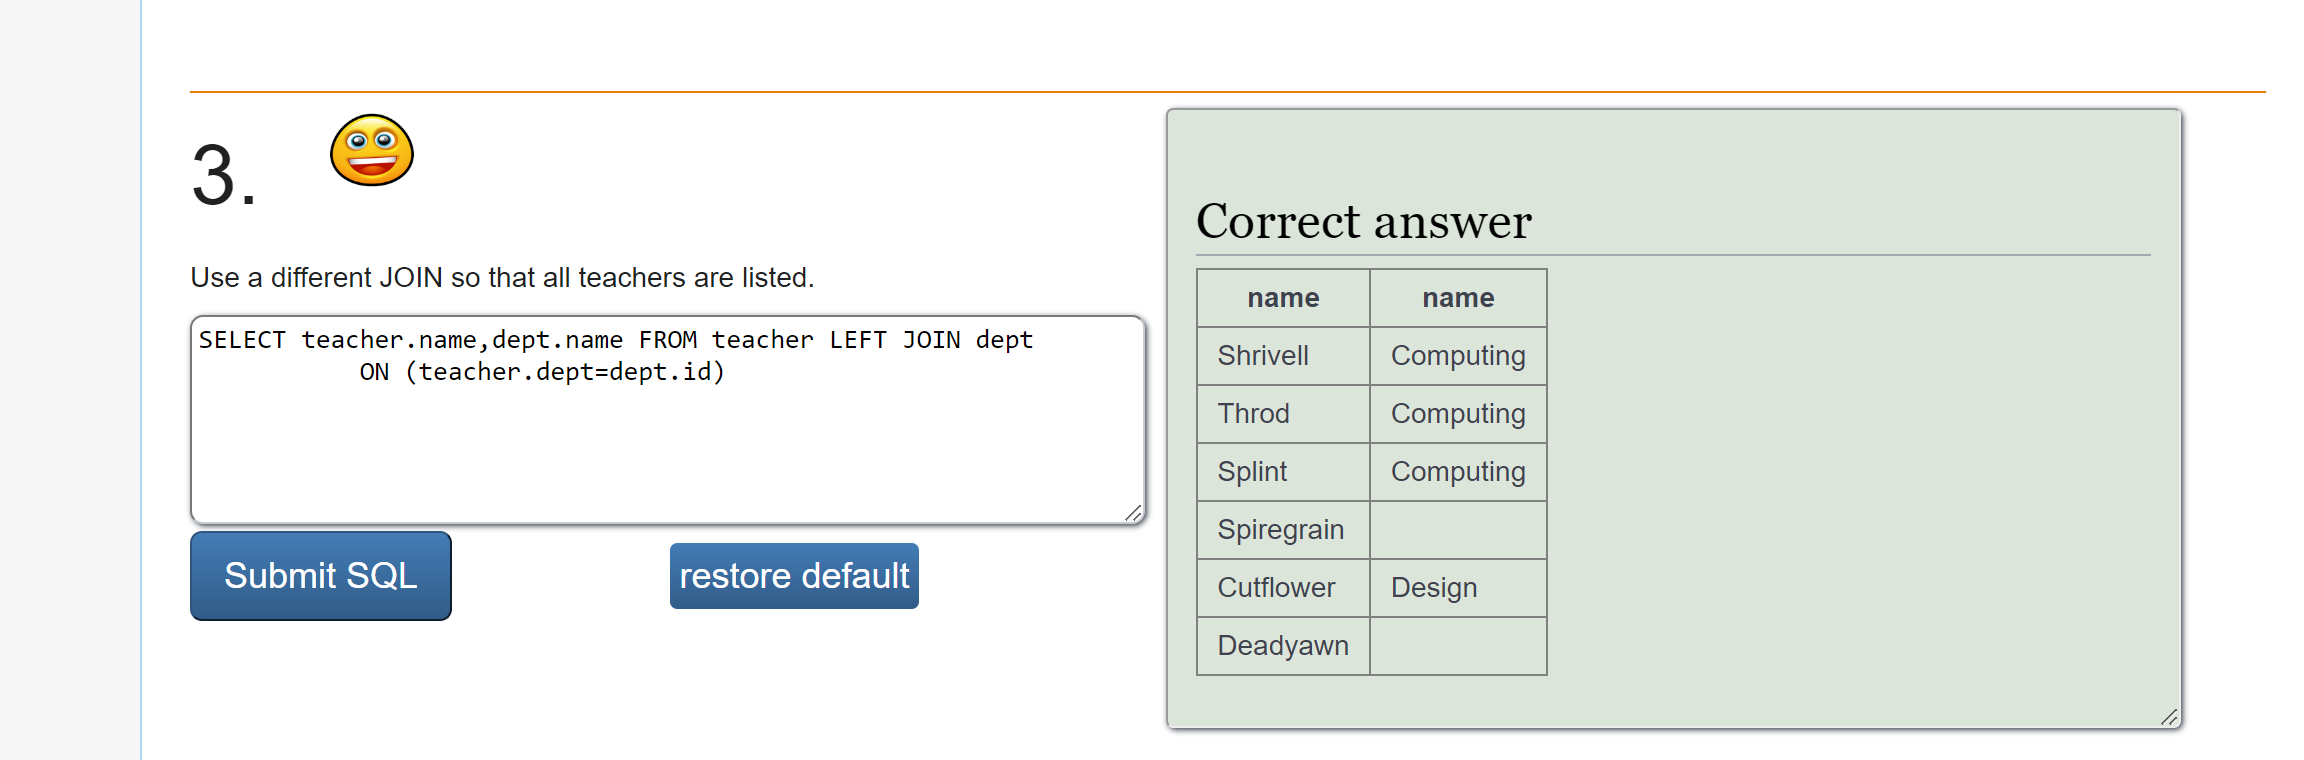 3.
Use a different JOIN so that all teachers are listed.
SELECT teacher.name,dept.name FROM teacher LEFT JOIN dept
ON (teacher.dept=dept.id)
Submit SQL
restore default
Correct answer
name name
Shrivell Computing
Throd Computing
Splint Computing
Spiregrain
Cutflower Design
Deadyawn